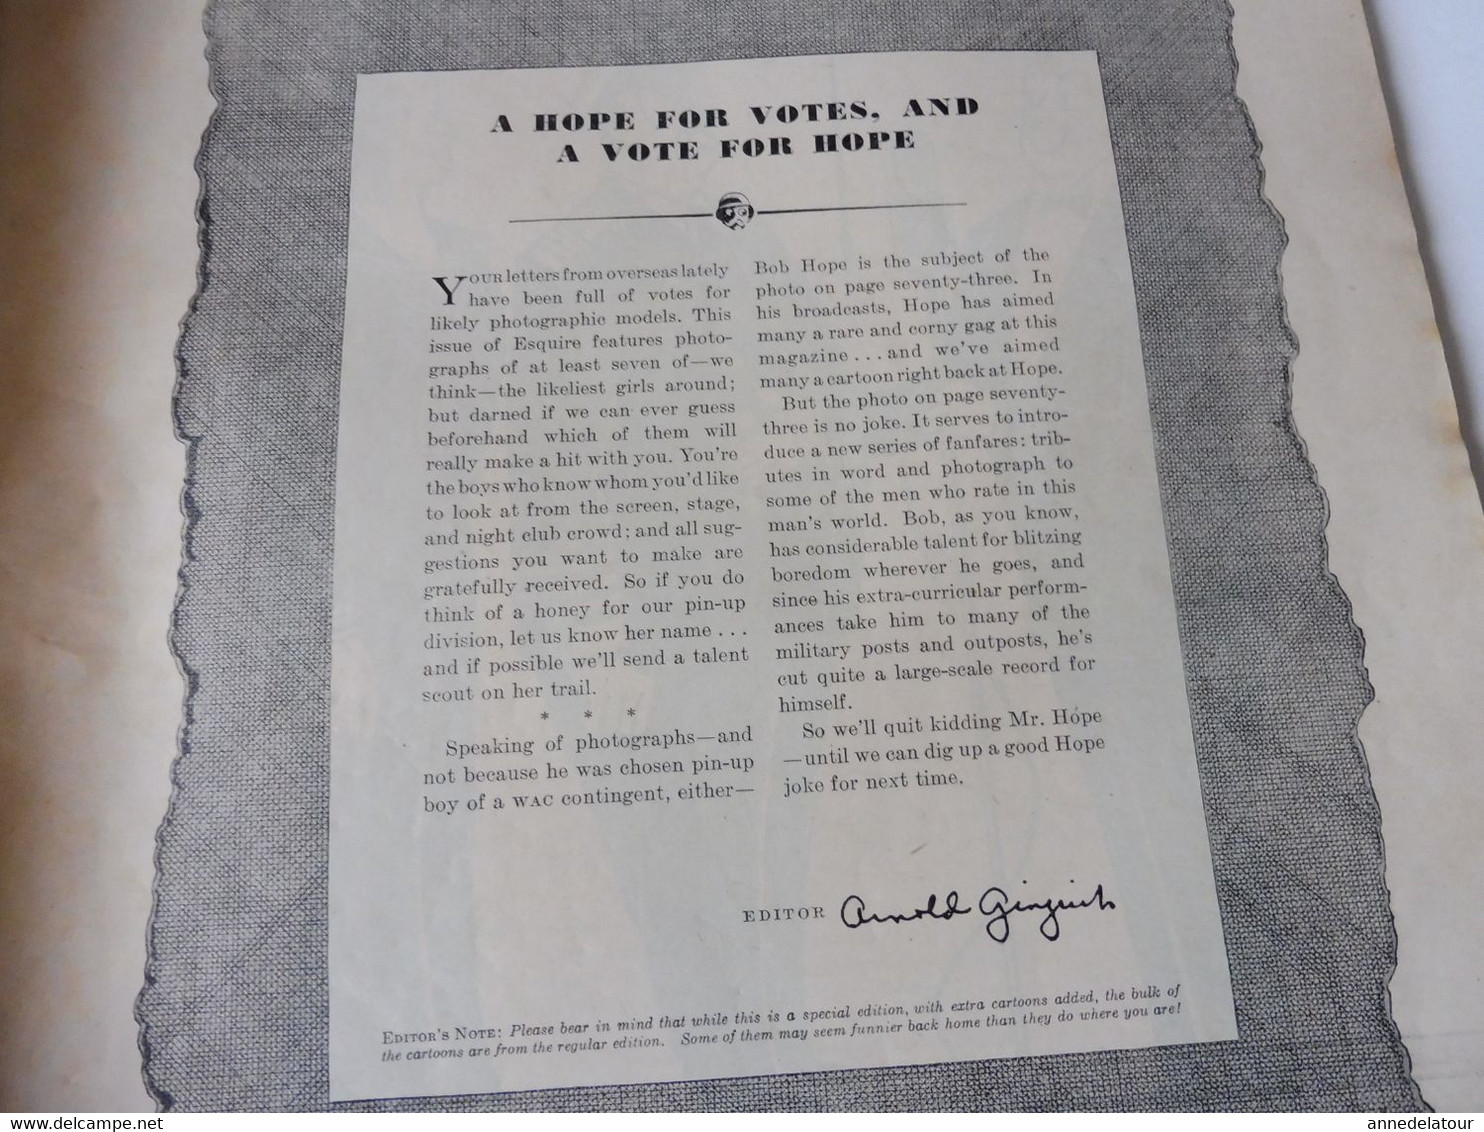 A HOPE FOR VOTES, AND
A VOTE FOR HOPE
YOUR letters from overseas lately
have been full of votes for
likely photographic models. This
issue of Esquire features photo-
graphs of at least seven of—we
think—the likeliest girls around;
but darned if we can ever guess
beforehand which of them will
really make a hit with you. You're
the boys who know whom you'd like
to look at from the screen, stage,
and night club crowd; and all sug-
gestions you want to make are
gratefully received. So if you do
think of a honey for our pin-up
division, let us know her name . . .
and if possible we'll send a talent
scout on her trail.
* * *
Speaking of photographs—and
not because he was chosen pin-up
boy of a WAC contingent, either—
Bob Hope is the subject of the
photo on page seventy-three. In
his broadcasts, Hope has aimed
many a rare and corny gag at this
magazine . . . and we've aimed
many a cartoon right back at Hope.
But the photo on page seventy-
three is no joke. It serves to intro-
duce a new series of fanfares: trib-
utes in word and photograph to
some of the men who rate in this
man's world. Bob, as you know,
has considerable talent for blitzing
boredom wherever he goes, and
since his extra-curricular perform-
ances take him to many of the
military posts and outposts, he's
cut quite a large-scale record for
himself.
So we'll quit kidding Mr. Hope
—until we can dig up a good Hope
joke for next time.
EDITOR Arnold Gingrich
EDITOR'S NOTE: Please bear in mind that while this is a special edition, with extra cartoons added, the bulk of
the cartoons are from the regular edition. Some of them may seem funnier back home than they do where you are!
www.delcampe.net
annedelatour